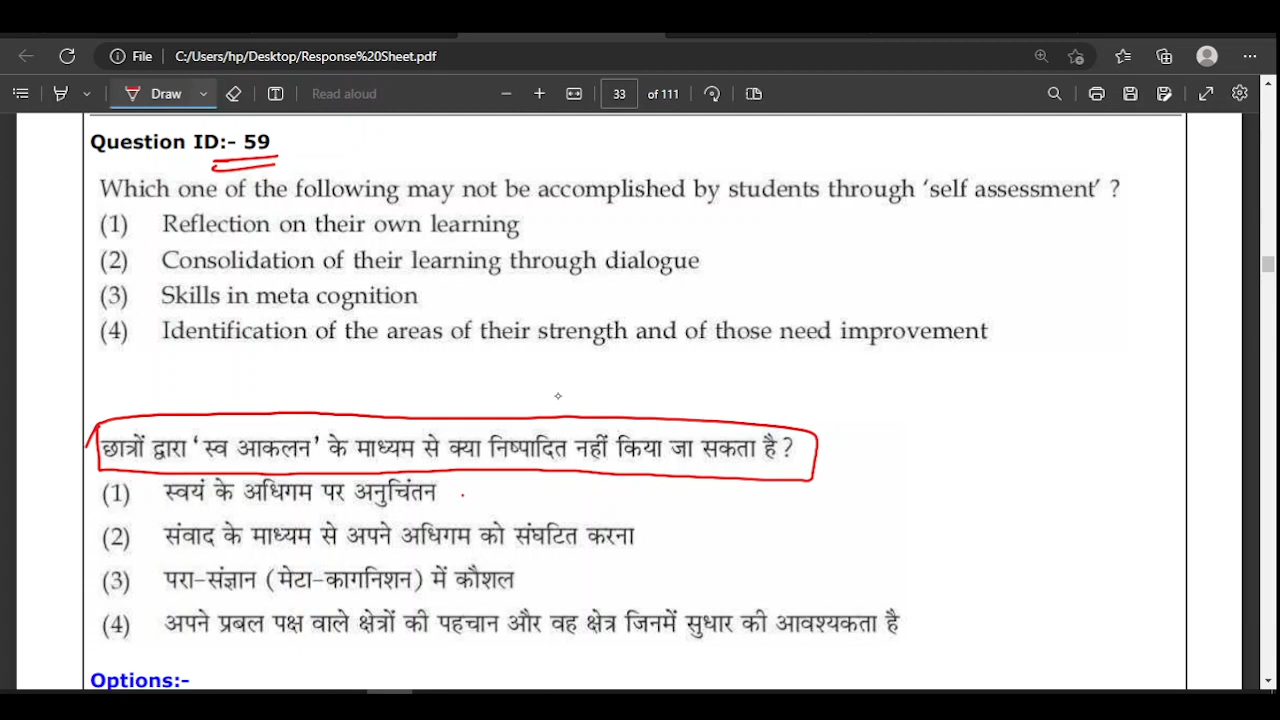 File C:/Users/hp/Desktop/Response%20Sheet.pdf
Draw Read aloud 33 of 111
Question ID:- 59
Which one of the following may not be accomplished by students through ‘self assessment’ ?
(1) Reflection on their own learning
(2) Consolidation of their learning through dialogue
(3) Skills in meta cognition
(4) Identification of the areas of their strength and of those need improvement
छात्रों द्वारा ‘स्व आकलन’ के माध्यम से क्या निष्पादित नहीं किया जा सकता है ?
(1) स्वयं के अधिगम पर अनुचिंतन
(2) संवाद के माध्यम से अपने अधिगम को संघटित करना
(3) परा-संज्ञान (मेटा-कागनिशन) में कौशल
(4) अपने प्रबल पक्ष वाले क्षेत्रों की पहचान और वह क्षेत्र जिनमें सुधार की आवश्यकता है
Options:-